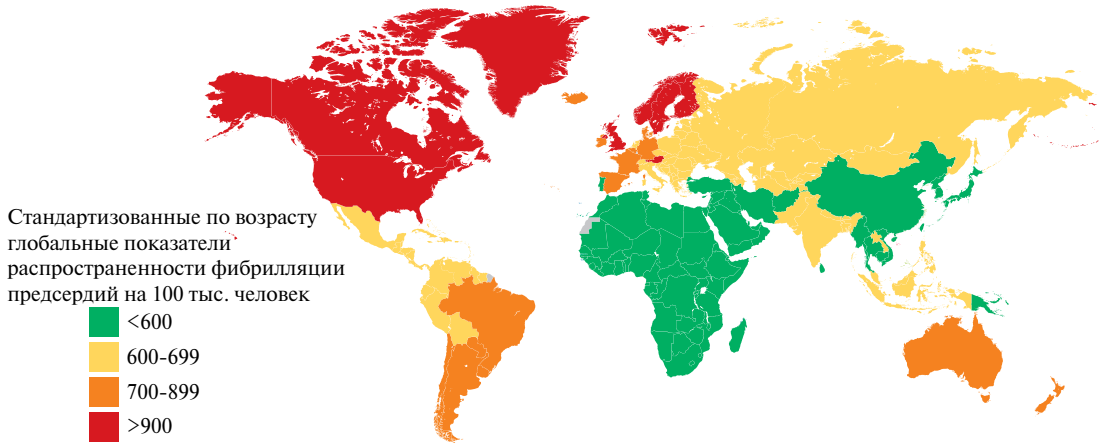 Стандартизованные по возрасту
глобальные показатели
распространенности фибрилляции
предсердий на 100 тыс. человек
<600
600-699
700-899
>900